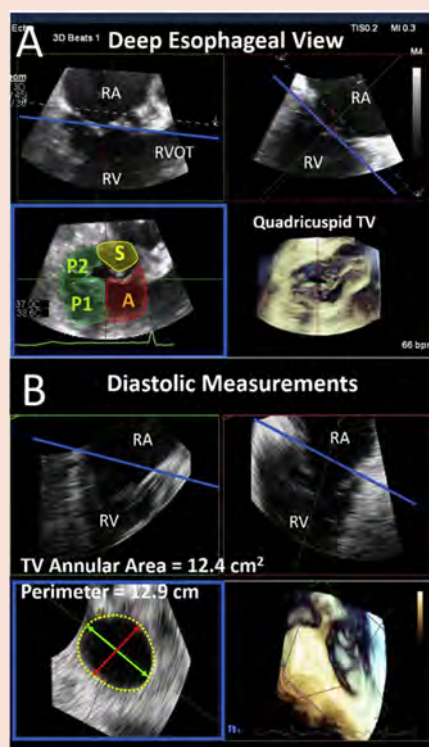 Echo
TIS0.2 MI 0.3
3D Beats 1
M4
A Deep Esophageal View
RA
RA
RVOT
RV
RV
Quadricuspid TV
S
P2
P1
A
66 bpm
B Diastolic Measurements
RA
RA
RV
RV
TV Annular Area = 12.4 cm²
Perimeter = 12.9 cm